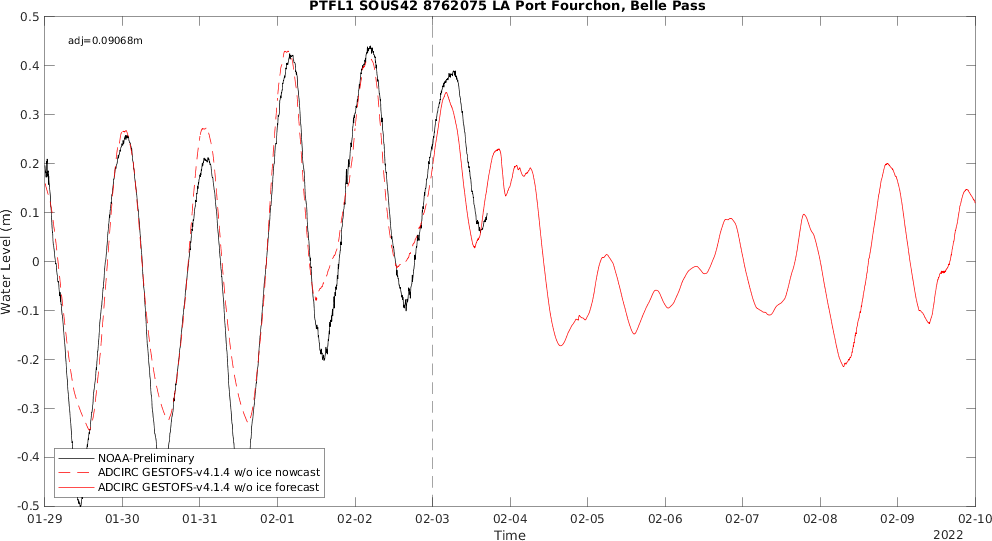 PTFL1 SOUS42 8762075 LA Port Fourchon, Belle Pass
adj=0.09068m
Water Level (m)
0.5
0.4
0.3
0.2
0.1
0
-0.1
-0.2
-0.3
-0.4
-0.5
NOAA-Preliminary
ADCIRC GESTOFS-v4.1.4 w/o ice nowcast
ADCIRC GESTOFS-v4.1.4 w/o ice forecast
01-29 01-30 01-31 02-01 02-02 02-03 02-04 02-05 02-06 02-07 02-08 02-09 02-10
Time
2022